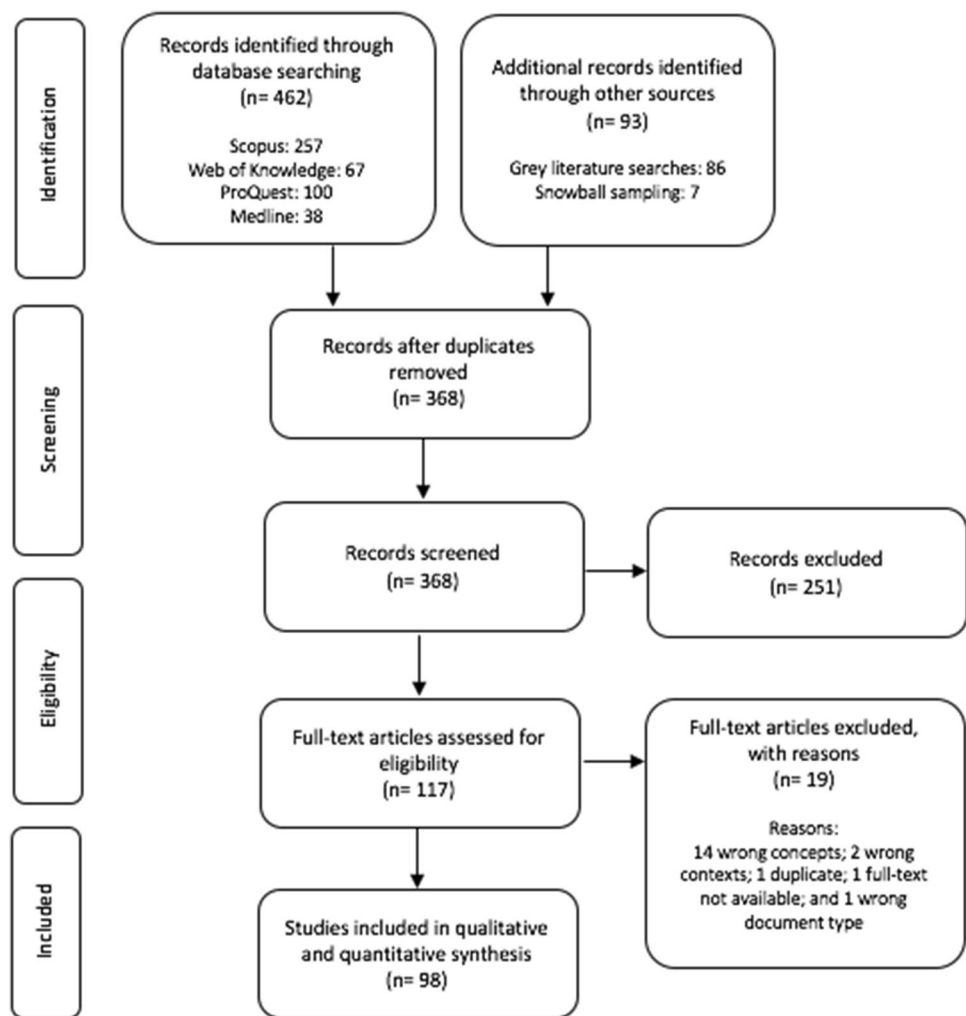 Identification
Records identified through
database searching
(n= 462)
Scopus: 257
Web of Knowledge: 67
ProQuest: 100
Medline: 38
Additional records identified
through other sources
(n= 93)
Grey literature searches: 86
Snowball sampling: 7
Screening
Records after duplicates
removed
(n= 368)
Records screened
(n= 368)
Records excluded
(n= 251)
Eligibility
Full-text articles assessed for
eligibility
(n= 117)
Full-text articles excluded,
with reasons
(n= 19)
Reasons:
14 wrong concepts; 2 wrong
contexts; 1 duplicate; 1 full-text
not available; and 1 wrong
document type
Included
Studies included in qualitative
and quantitative synthesis
(n= 98)